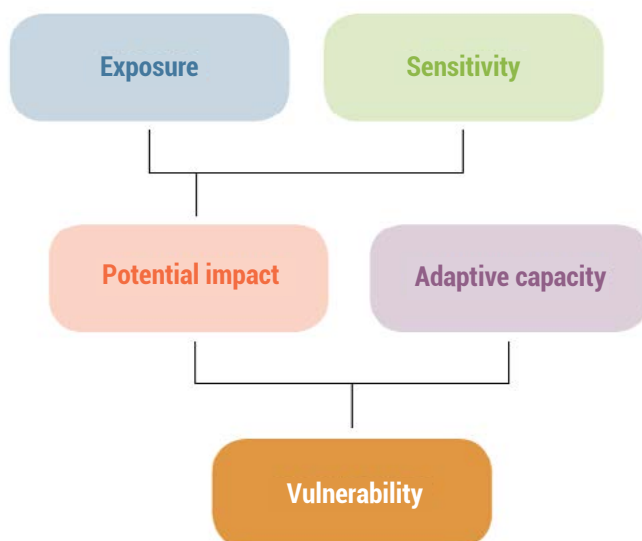 Exposure
Sensitivity
Potential impact
Adaptive capacity
Vulnerability